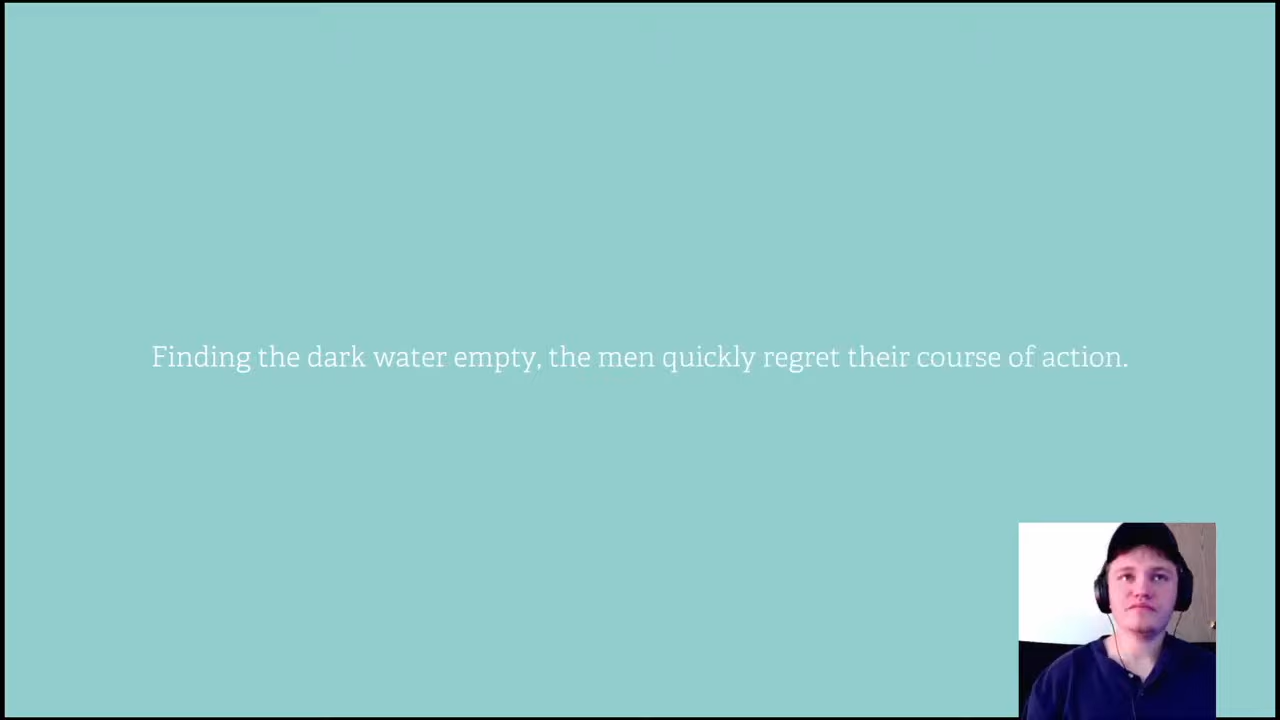 Finding the dark water empty, the men quickly regret their course of action.